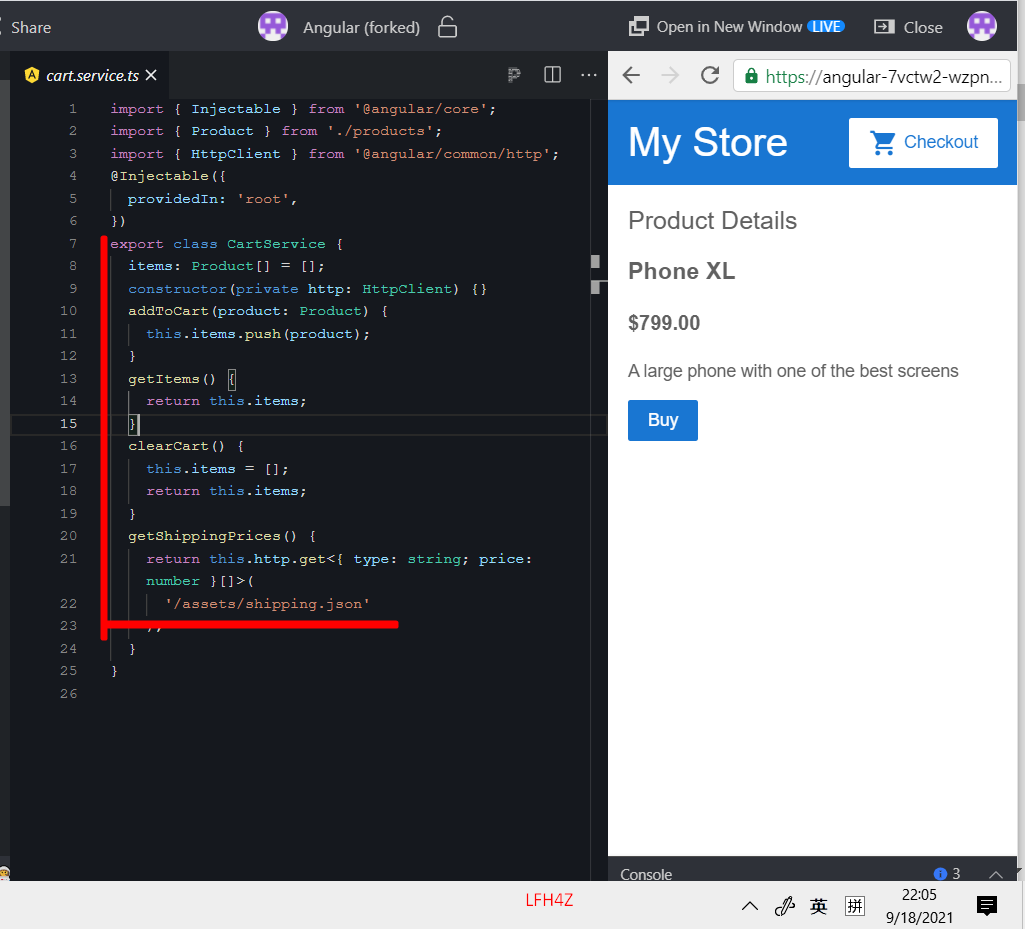 Share
Angular (forked)
Open in New Window LIVE
Close
cart.service.ts
https://angular-7vctw2-wzpn...
1 import { Injectable } from '@angular/core';
2 import { Product } from './products';
3 import { HttpClient } from '@angular/common/http';
4 @Injectable({
5 providedIn: 'root',
6 })
7 export class CartService {
8 items: Product[] = [];
9 constructor(private http: HttpClient) {}
10 addToCart(product: Product) {
11 this.items.push(product);
12 }
13 getItems() {
14 return this.items;
15 }
16 clearCart() {
17 this.items = [];
18 return this.items;
19 }
20 getShippingPrices() {
21 return this.http.get<{ type: string; price:
number }[]>(
22 '/assets/shipping.json'
23
24 }
25 }
26
My Store
Checkout
Product Details
Phone XL
$799.00
A large phone with one of the best screens
Buy
Console
3
LFH4Z
英
拼
22:05
9/18/2021